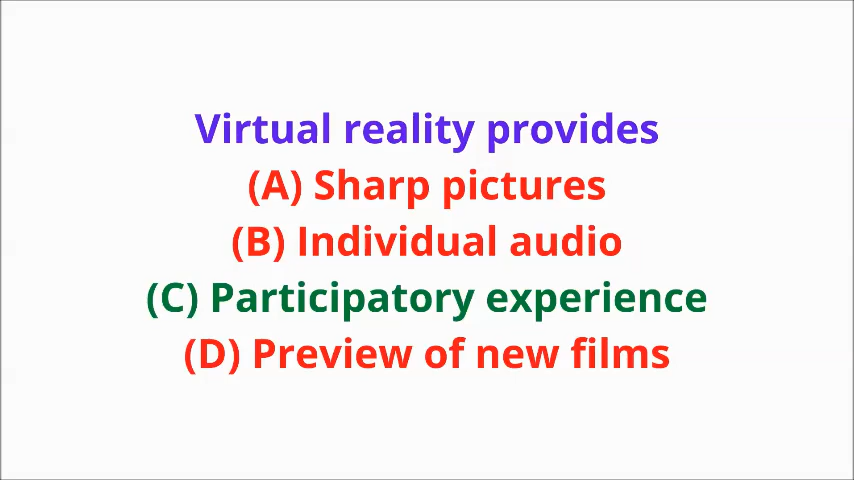 Virtual reality provides
(A) Sharp pictures
(B) Individual audio
(C) Participatory experience
(D) Preview of new films